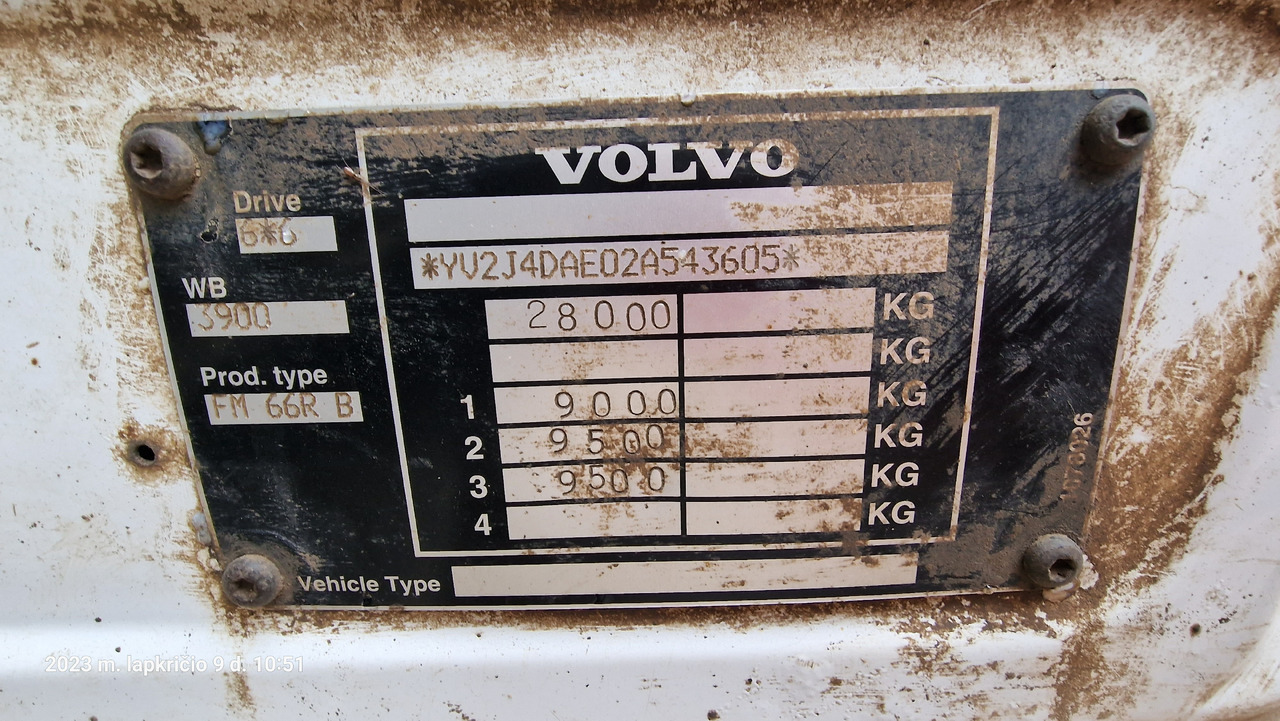 VOLVO
Drive
6*6
*YV2J4DAE02A543605*
WB
3900
28000 KG
KG
Prod. type
FM 66R B
1 9000 KG
2 9500 KG
3 9500 KG
4 KG
Vehicle Type
2023 m. lapkričio 9 d. 10:51